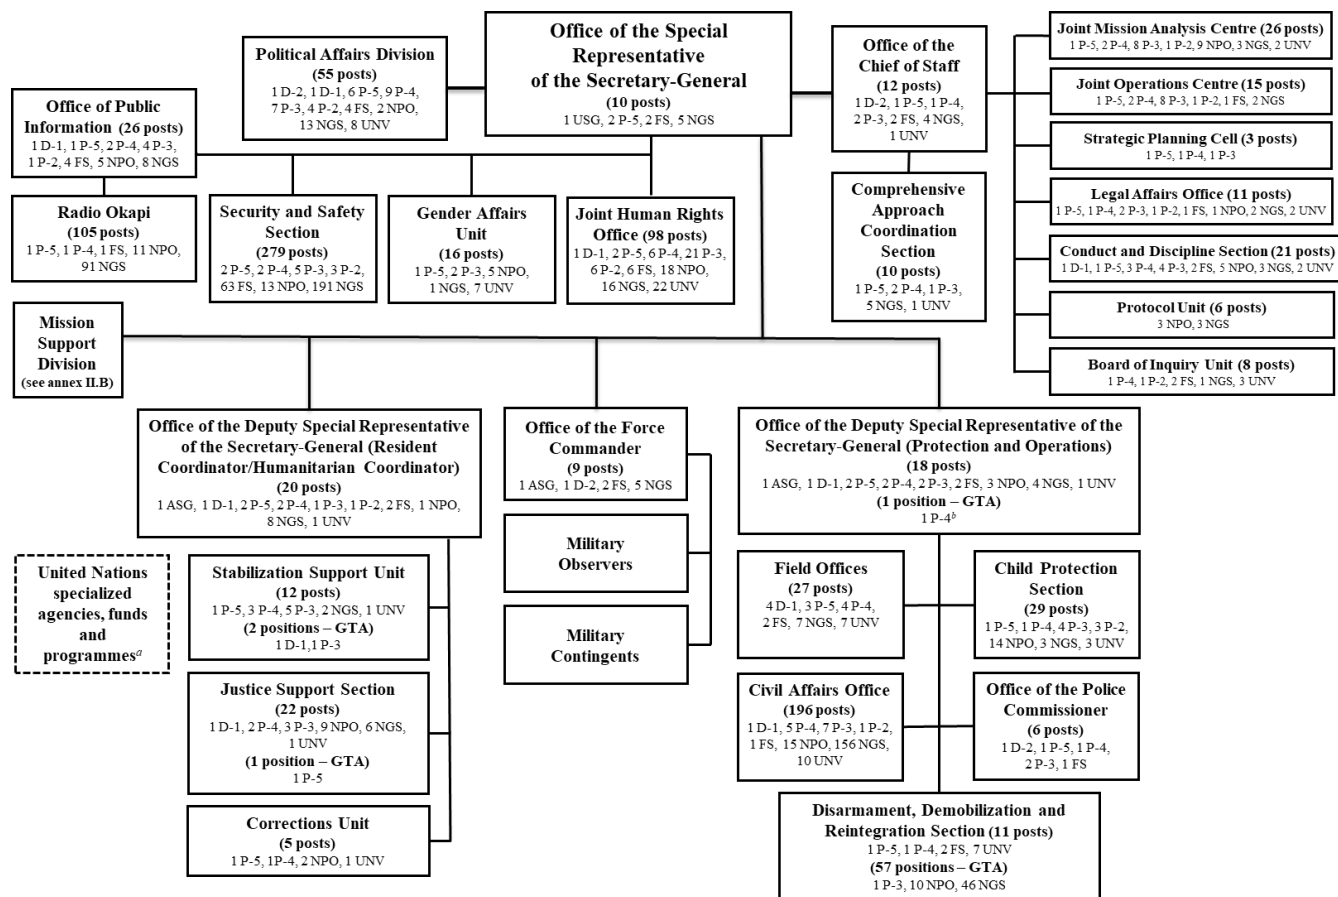 Office of the Special
Representative
of the Secretary-General
(10 posts)
1 USG, 2 P-5, 2 FS, 5 NGS
Political Affairs Division
(55 posts)
1 D-2, 1 D-1, 6 P-5, 9 P-4,
7 P-3, 4 P-2, 4 FS, 2 NPO,
13 NGS, 8 UNV
Office of the
Chief of Staff
(12 posts)
1 D-2, 1 P-5, 1 P-4,
2 P-3, 2 FS, 4 NGS,
1 UNV
Joint Mission Analysis Centre (26 posts)
1 P-5, 2 P-4, 8 P-3, 1 P-2, 9 NPO, 3 NGS, 2 UNV
Joint Operations Centre (15 posts)
1 P-5, 2 P-4, 8 P-3, 1 P-2, 1 FS, 2 NGS
Strategic Planning Cell (3 posts)
1 P-5, 1 P-4, 1 P-3
Legal Affairs Office (11 posts)
1 P-5, 1 P-4, 2 P-3, 1 P-2, 1 FS, 1 NPO, 2 NGS, 2 UNV
Conduct and Discipline Section (21 posts)
1 D-1, 1 P-5, 3 P-4, 4 P-3, 2 FS, 5 NPO, 3 NGS, 2 UNV
Protocol Unit (6 posts)
3 NPO, 3 NGS
Board of Inquiry Unit (8 posts)
1 P-4, 1 P-2, 2 FS, 1 NGS, 3 UNV
Office of Public
Information (26 posts)
1 D-1, 1 P-5, 2 P-4, 4 P-3,
1 P-2, 4 FS, 5 NPO, 8 NGS
Radio Okapi
(105 posts)
1 P-5, 1 P-4, 1 FS, 11 NPO,
91 NGS
Security and Safety
Section
(279 posts)
2 P-5, 2 P-4, 5 P-3, 3 P-2,
63 FS, 13 NPO, 191 NGS
Gender Affairs
Unit
(16 posts)
1 P-5, 2 P-3, 5 NPO,
1 NGS, 7 UNV
Joint Human Rights
Office (98 posts)
1 D-1, 2 P-5, 6 P-4, 21 P-3,
6 P-2, 6 FS, 18 NPO,
16 NGS, 22 UNV
Comprehensive
Approach
Coordination
Section
(10 posts)
1 P-5, 2 P-4, 1 P-3,
5 NGS, 1 UNV
Mission
Support
Division
(see annex II.B)
Office of the Deputy Special Representative
of the Secretary-General (Resident
Coordinator/Humanitarian Coordinator)
(20 posts)
1 ASG, 1 D-1, 2 P-5, 2 P-4, 1 P-3, 1 P-2, 2 FS, 1 NPO,
8 NGS, 1 UNV
Office of the Force
Commander
(9 posts)
1 ASG, 1 D-2, 2 FS, 5 NGS
Military
Observers
Military
Contingents
Office of the Deputy Special Representative of the
Secretary-General (Protection and Operations)
(18 posts)
1 ASG, 1 D-1, 2 P-5, 2 P-4, 2 P-3, 2 FS, 3 NPO, 4 NGS, 1 UNV
(1 position – GTA)
1 P-4b
United Nations
specialized
agencies, funds
and
programmesa
Stabilization Support Unit
(12 posts)
1 P-5, 3 P-4, 5 P-3, 2 NGS, 1 UNV
(2 positions – GTA)
1 D-1, 1 P-3
Justice Support Section
(22 posts)
1 D-1, 2 P-4, 3 P-3, 9 NPO, 6 NGS,
1 UNV
(1 position – GTA)
1 P-5
Corrections Unit
(5 posts)
1 P-5, 1P-4, 2 NPO, 1 UNV
Field Offices
(27 posts)
4 D-1, 3 P-5, 4 P-4,
2 FS, 7 NGS, 7 UNV
Child Protection
Section
(29 posts)
1 P-5, 1 P-4, 4 P-3, 3 P-2,
14 NPO, 3 NGS, 3 UNV
Civil Affairs Office
(196 posts)
1 D-1, 5 P-4, 7 P-3, 1 P-2,
1 FS, 15 NPO, 156 NGS,
10 UNV
Office of the Police
Commissioner
(6 posts)
1 D-2, 1 P-5, 1 P-4,
2 P-3, 1 FS
Disarmament, Demobilization and
Reintegration Section (11 posts)
1 P-5, 1 P-4, 2 FS, 7 UNV
(57 positions – GTA)
1 P-3, 10 NPO, 46 NGS